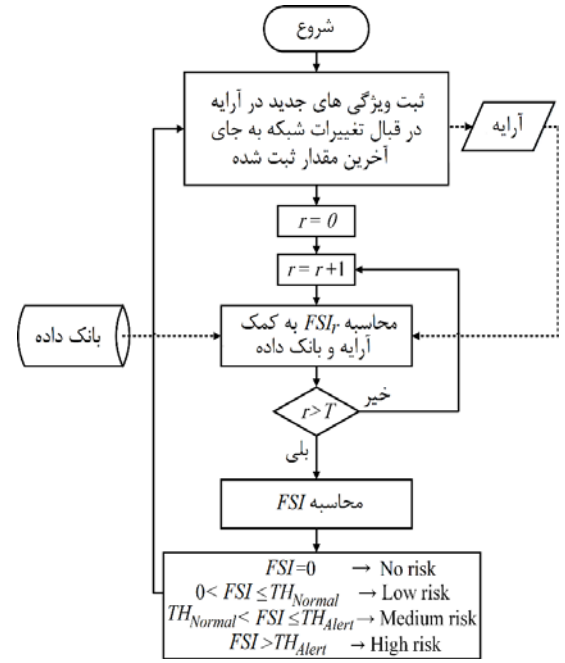 شروع
ثبت ویژگی های جدید در آرایه
در قبال تغییرات شبکه به جای
آخرین مقدار ثبت شده
آرایه
r = 0
r = r+1
محاسبه FSIr به کمک
آرایه و بانک داده
بانک داده
r> T
خیر
بلی
محاسبه FSI
FSI=0 → No risk
0< FSI ≤THNormal → Low risk
THNormal< FSI ≤THAlert → Medium risk
FSI>THAlert → High risk